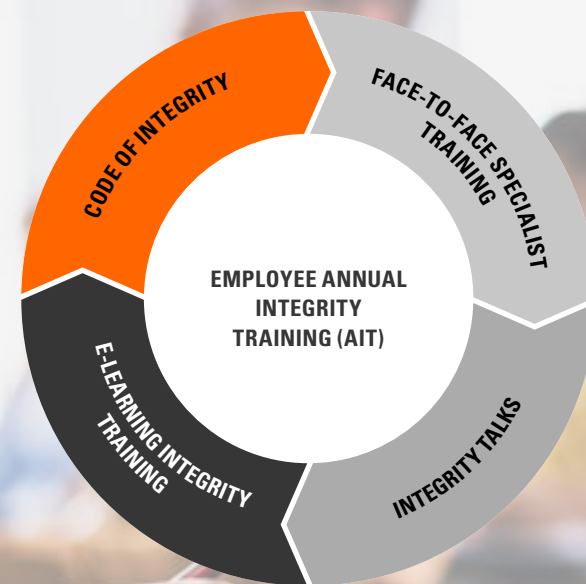 CODE OF INTEGRITY
FACE-TO-FACE SPECIALIST
TRAINING
EMPLOYEE ANNUAL
INTEGRITY
TRAINING (AIT)
E-LEARNING INTEGRITY
TRAINING
INTEGRITY TALKS